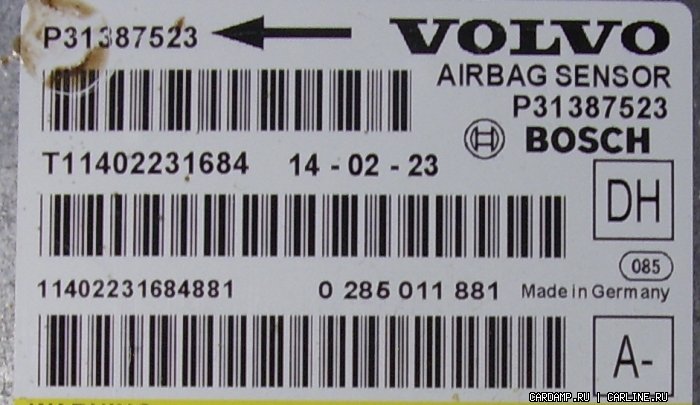 P31387523
VOLVO
AIRBAG SENSOR
P31387523
BOSCH
T11402231684 14 - 02 - 23
DH
085
11402231684881 0 285 011 881 Made in Germany
A-
WARNING
CARDAMP.RU | CARLINE.RU